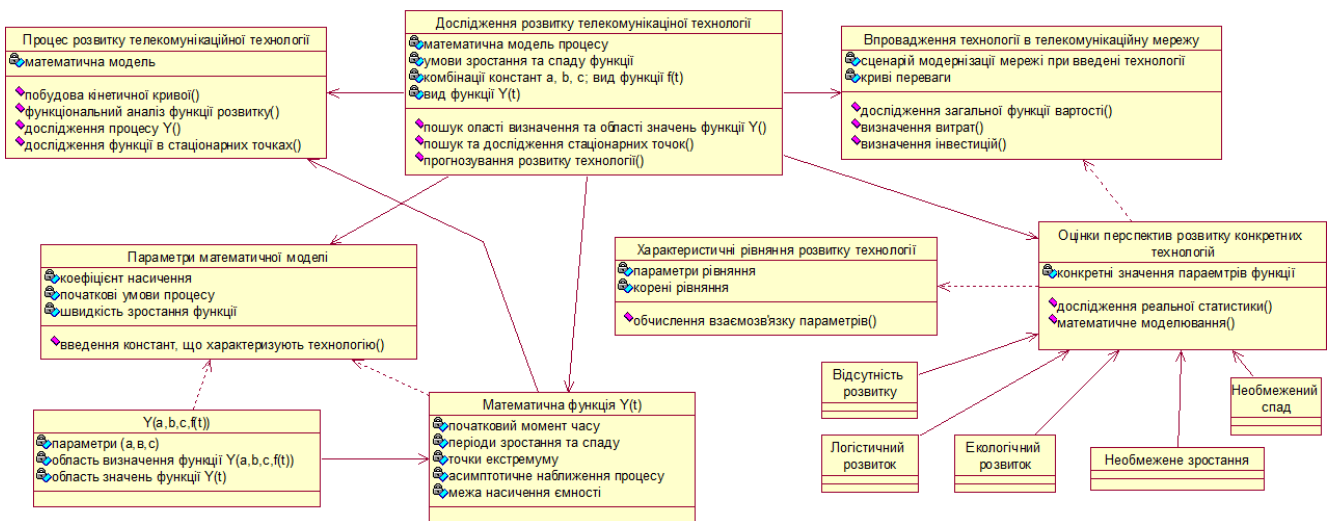 Процес розвитку телекомунікаційної технології
математична модель
побудова кінетичної кривої()
функціональний аналіз функції розвитку()
дослідження процесу Y()
дослідження функції в стаціонарних точках()
Дослідження розвитку телекомунікаціної технології
математична модель процесу
умови зростання та спаду функції
комбінації констант a, b, c; вид функції f(t)
вид функції Y(t)
пошук оласті визначення та області значень функції Y()
пошук та дослідження стаціонарних точок()
прогнозування розвитку технології()
Впровадження технології в телекомунікаційну мережу
сценарій модернізації мережі при введені технології
криві переваги
дослідження загальної функції вартості()
визначення витрат()
визначення інвестицій()
Параметри математичної моделі
коефіцієнт насичення
початкові умови процесу
швидкість зростання функції
введення констант, що характеризують технологію()
Характеристичні рівняння розвитку технології
параметри рівняння
корені рівняння
обчислення взаємозв'язку параметрів()
Оцінки перспектив розвитку конкретних
технологій
конкретні значення параемтрів функції
дослідження реальної статистики()
математичне моделювання()
Y(a,b,c,f(t))
параметри (а,в,с)
область визначення функції Y(a,b,c,f(t))
область значень функції Y(t)
Математична функція Y(t)
початковий момент часу
періоди зростання та спаду
точки екстремуму
асимптотичне наближення процесу
межа насичення ємності
Відсутність
розвитку
Логістичний
розвиток
Екологічний
розвиток
Необмежене зростання
Необмежений
спад